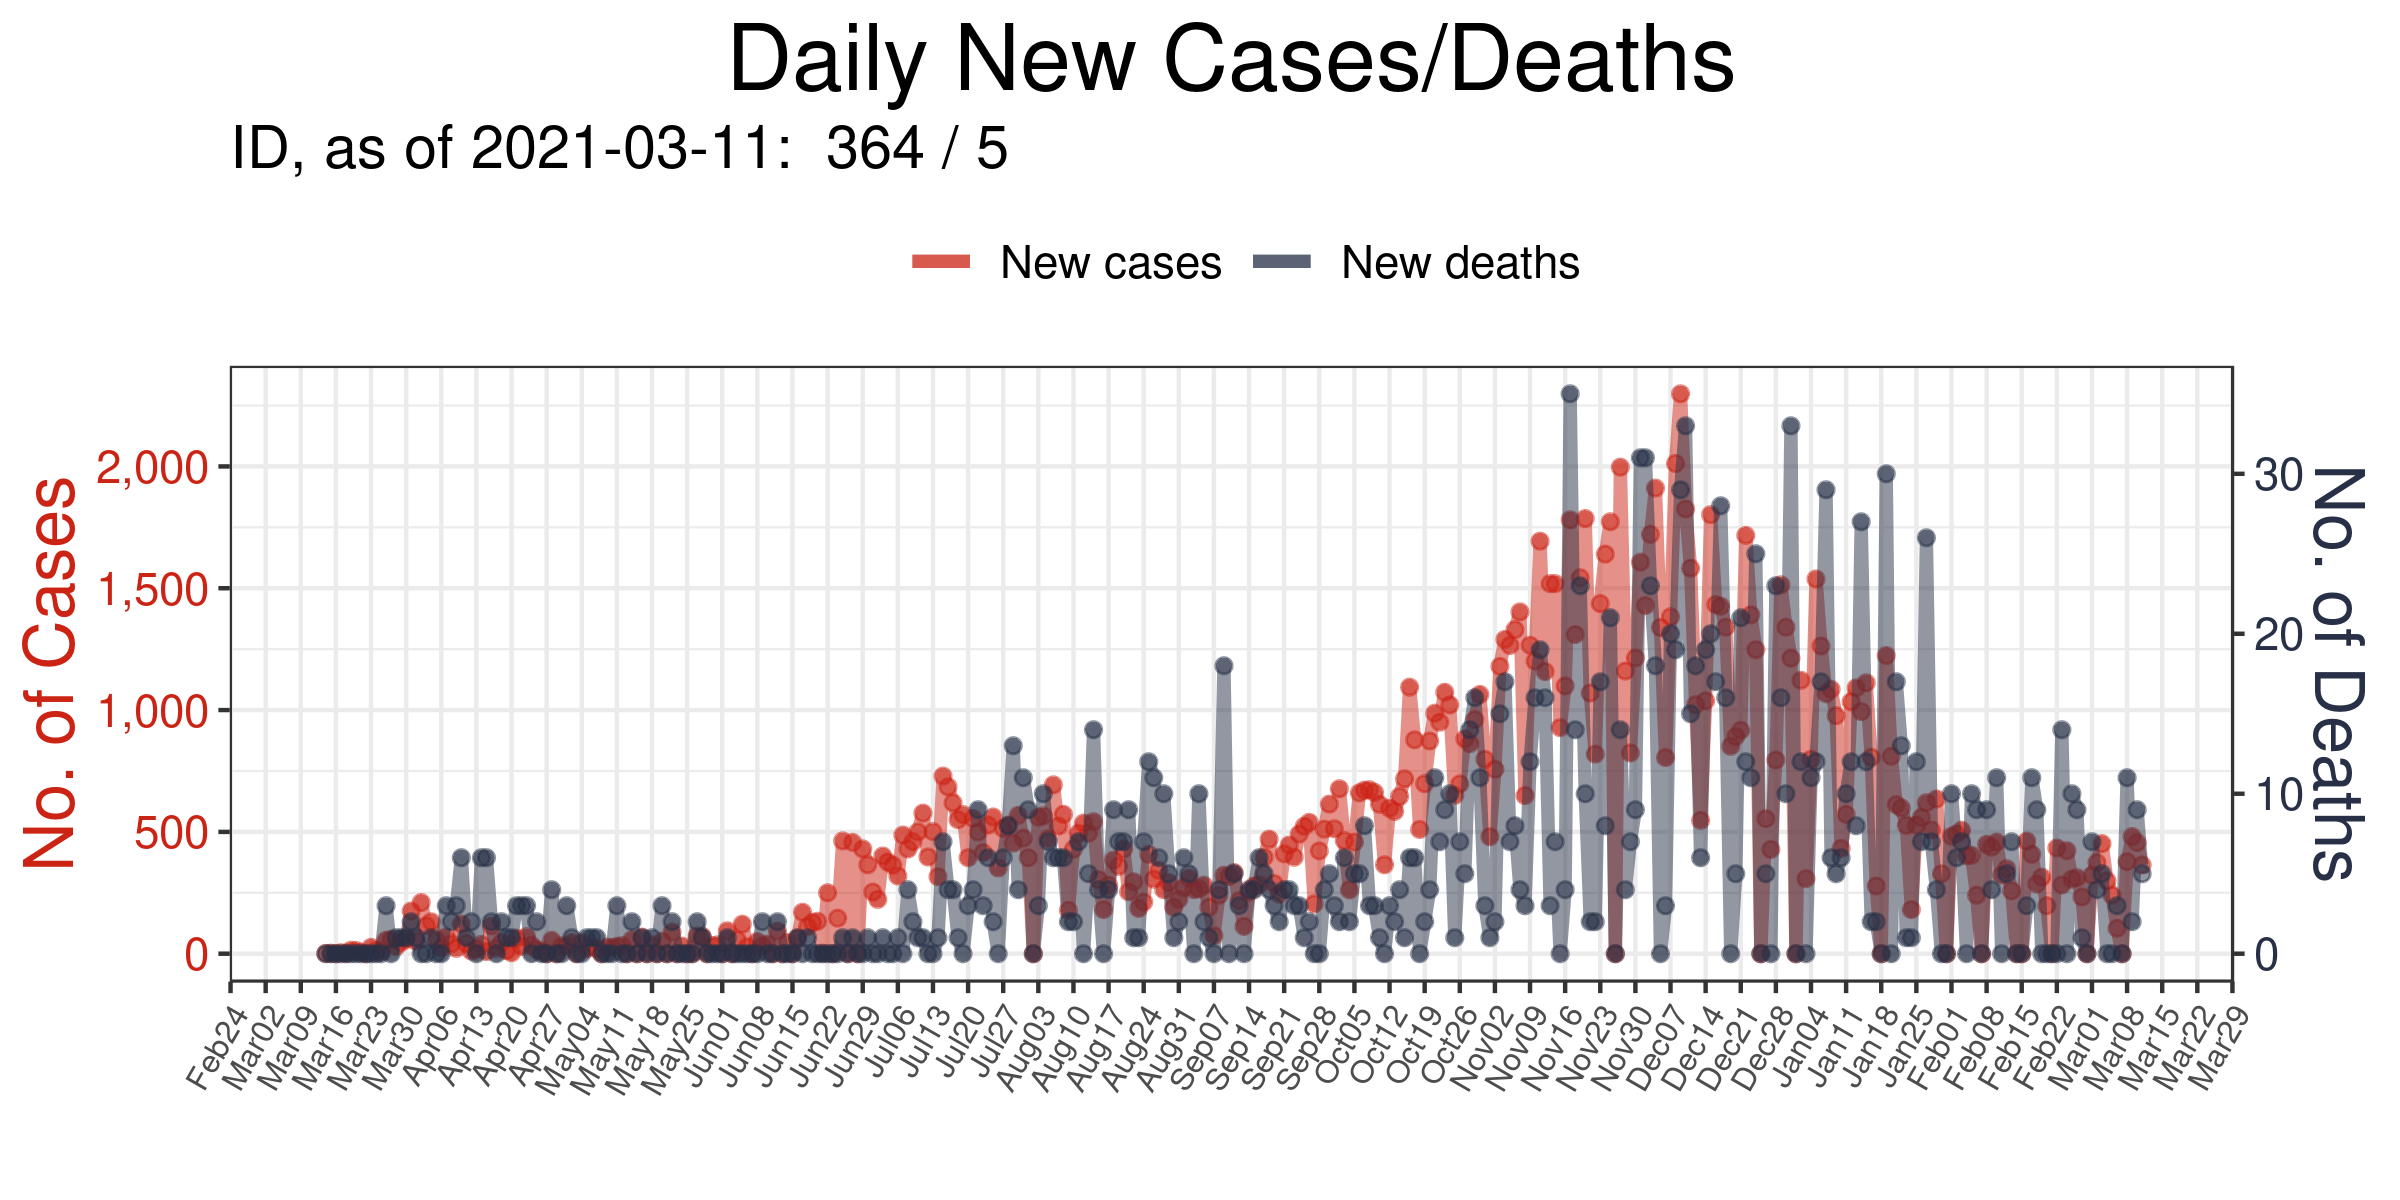 Daily New Cases/Deaths
ID, as of 2021-03-11:  364 / 5
New cases
New deaths
No. of Cases
2,000
1,500
1,000
500
0
30
20
10
0
No. of Deaths
Feb24
Mar02
Mar09
Mar16
Mar23
Mar30
Apr06
Apr13
Apr20
Apr27
May04
May11
May18
May25
Jun01
Jun08
Jun15
Jun22
Jun29
Jul06
Jul13
Jul20
Jul27
Aug03
Aug10
Aug17
Aug24
Aug31
Sep07
Sep14
Sep21
Sep28
Oct05
Oct12
Oct19
Oct26
Nov02
Nov09
Nov16
Nov23
Nov30
Dec07
Dec14
Dec21
Dec28
Jan04
Jan11
Jan18
Jan25
Feb01
Feb08
Feb15
Feb22
Mar01
Mar08
Mar15
Mar22
Mar29